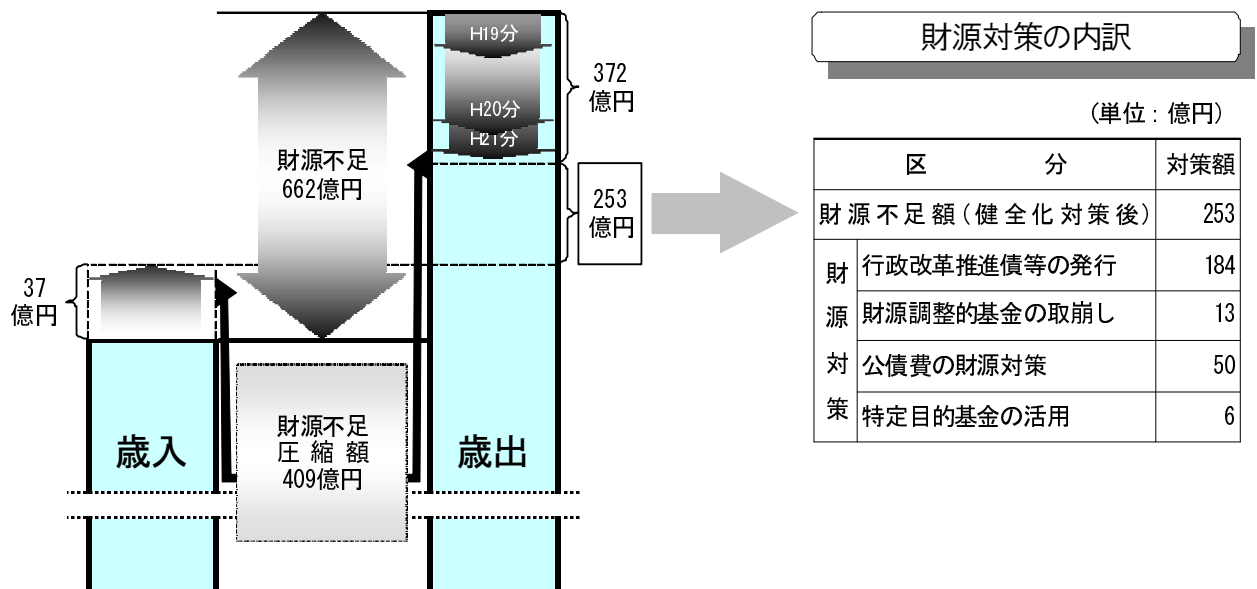 H19分
H20分
H21分
372
億円
253
億円
財源不足
662億円
37
億円
財源不足
圧縮額
409億円
歳入
歳出
財源対策の内訳
(単位:億円)
区 分 対策額
財源不足額(健全化対策後) 253
財源対策
行政改革推進債等の発行 184
財源調整的基金の取崩し 13
公債費の財源対策 50
特定目的基金の活用 6